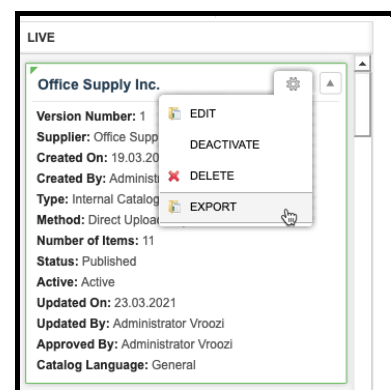 LIVE
Office Supply Inc.
Version Number: 1
EDIT
Supplier: Office Supp
DEACTIVATE
Created On: 19.03.20
Created By: Administ
DELETE
Type: Internal Catalog
EXPORT
Method: Direct Uploa
Number of Items: 11
Status: Published
Active: Active
Updated On: 23.03.2021
Updated By: Administrator Vroozi
Approved By: Administrator Vroozi
Catalog Language: General